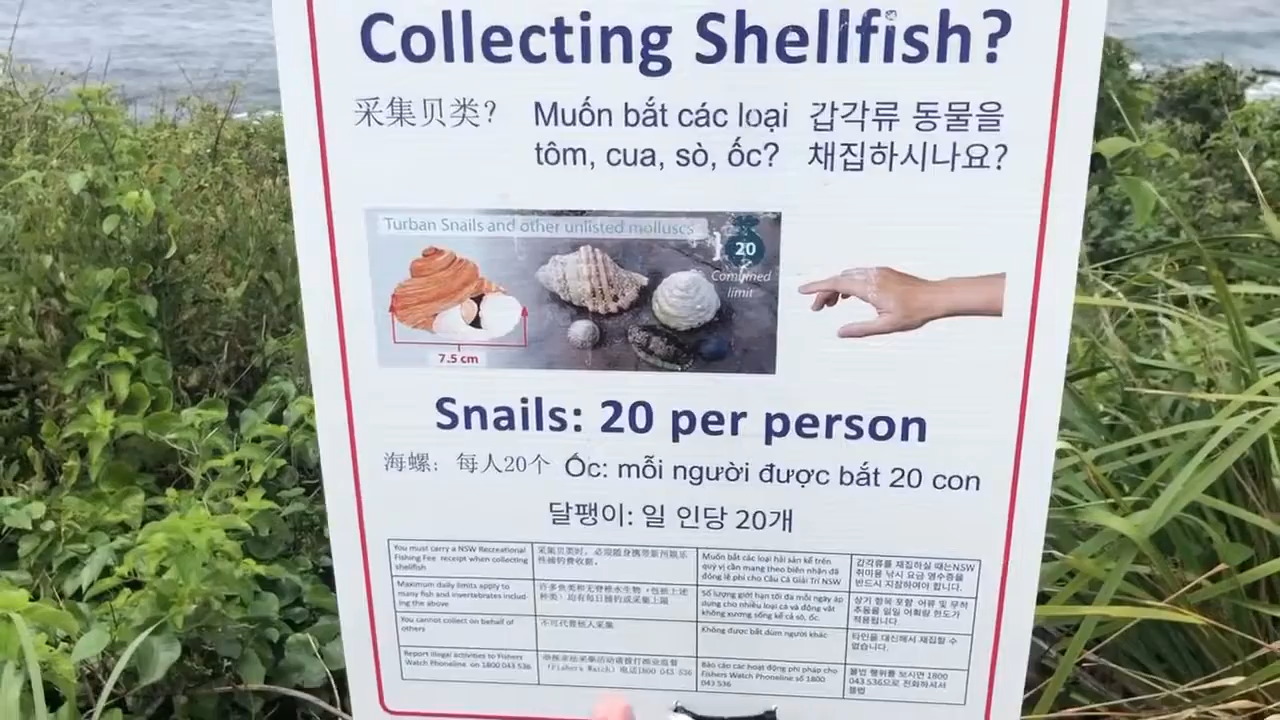 Collecting Shellfish?
采集贝类?
Muốn bắt các loại
tôm, cua, sò, ốc?
갑각류 동물을
채집하시나요?
Turban Snails and other unlisted molluscs
20
Combined
limit
7.5 cm
Snails: 20 per person
海螺: 每人20个
Ốc: mỗi người được bắt 20 con
달팽이: 일 인당 20개
You must carry a NSW Recreational
Fishing Fee receipt when collecting
shellfish
采集贝类时，必须随身携带新州娱乐
性捕钓费收据。
Muốn bắt các loại hải sản kể trên
quý vị cần mang theo biên nhận đã
đóng lệ phí cho Câu Cá Giải Trí NSW
갑각류를 채집하실 때는NSW
취미용 낚시 요금 영수증을
반드시 지참하여야 합니다.
Maximum daily limits apply to
many fish and invertebrates includ-
ing the above
许多鱼类和无脊椎水生物，包括上述
种类）均有每日捕钓或采集上限
Số lượng giới hạn tối đa mỗi ngày áp
dụng cho nhiều loại cá và động vật
không xương sống kể cả sò, ốc.
상기 항목 포함 어류 및 무척
추동물 일일 어획량 한도가
적용됩니다.
You cannot collect on behalf of
others
不可代替他人采集
Không được bắt dùm người khác
타인을 대신해서 채집할 수
없습니다.
Report illegal activities to Fishers
Watch Phoneline on 1800 043 536
举报非法采集活动请拨打渔业监督
（Fishers Watch）电话1800 043 536
Báo cáo các hoạt động phi pháp cho
Fishers Watch Phoneline số 1800
043 536
불법 행위를 보시면 1800
043 536으로 전화하셔서